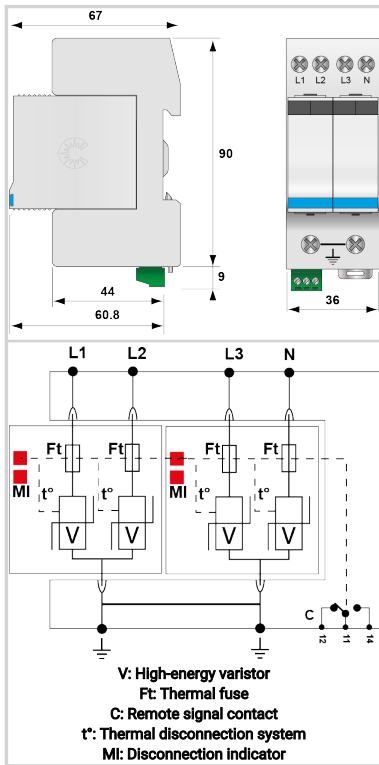 67
L1 L2 L3 N
90
9
44
36
60.8
L1 L2 L3 N
Ft Ft Ft Ft
MI t° t° MI t° t°
V V V V
C
12 11 14
V: High-energy varistor
Ft: Thermal fuse
C: Remote signal contact
t°: Thermal disconnection system
MI: Disconnection indicator